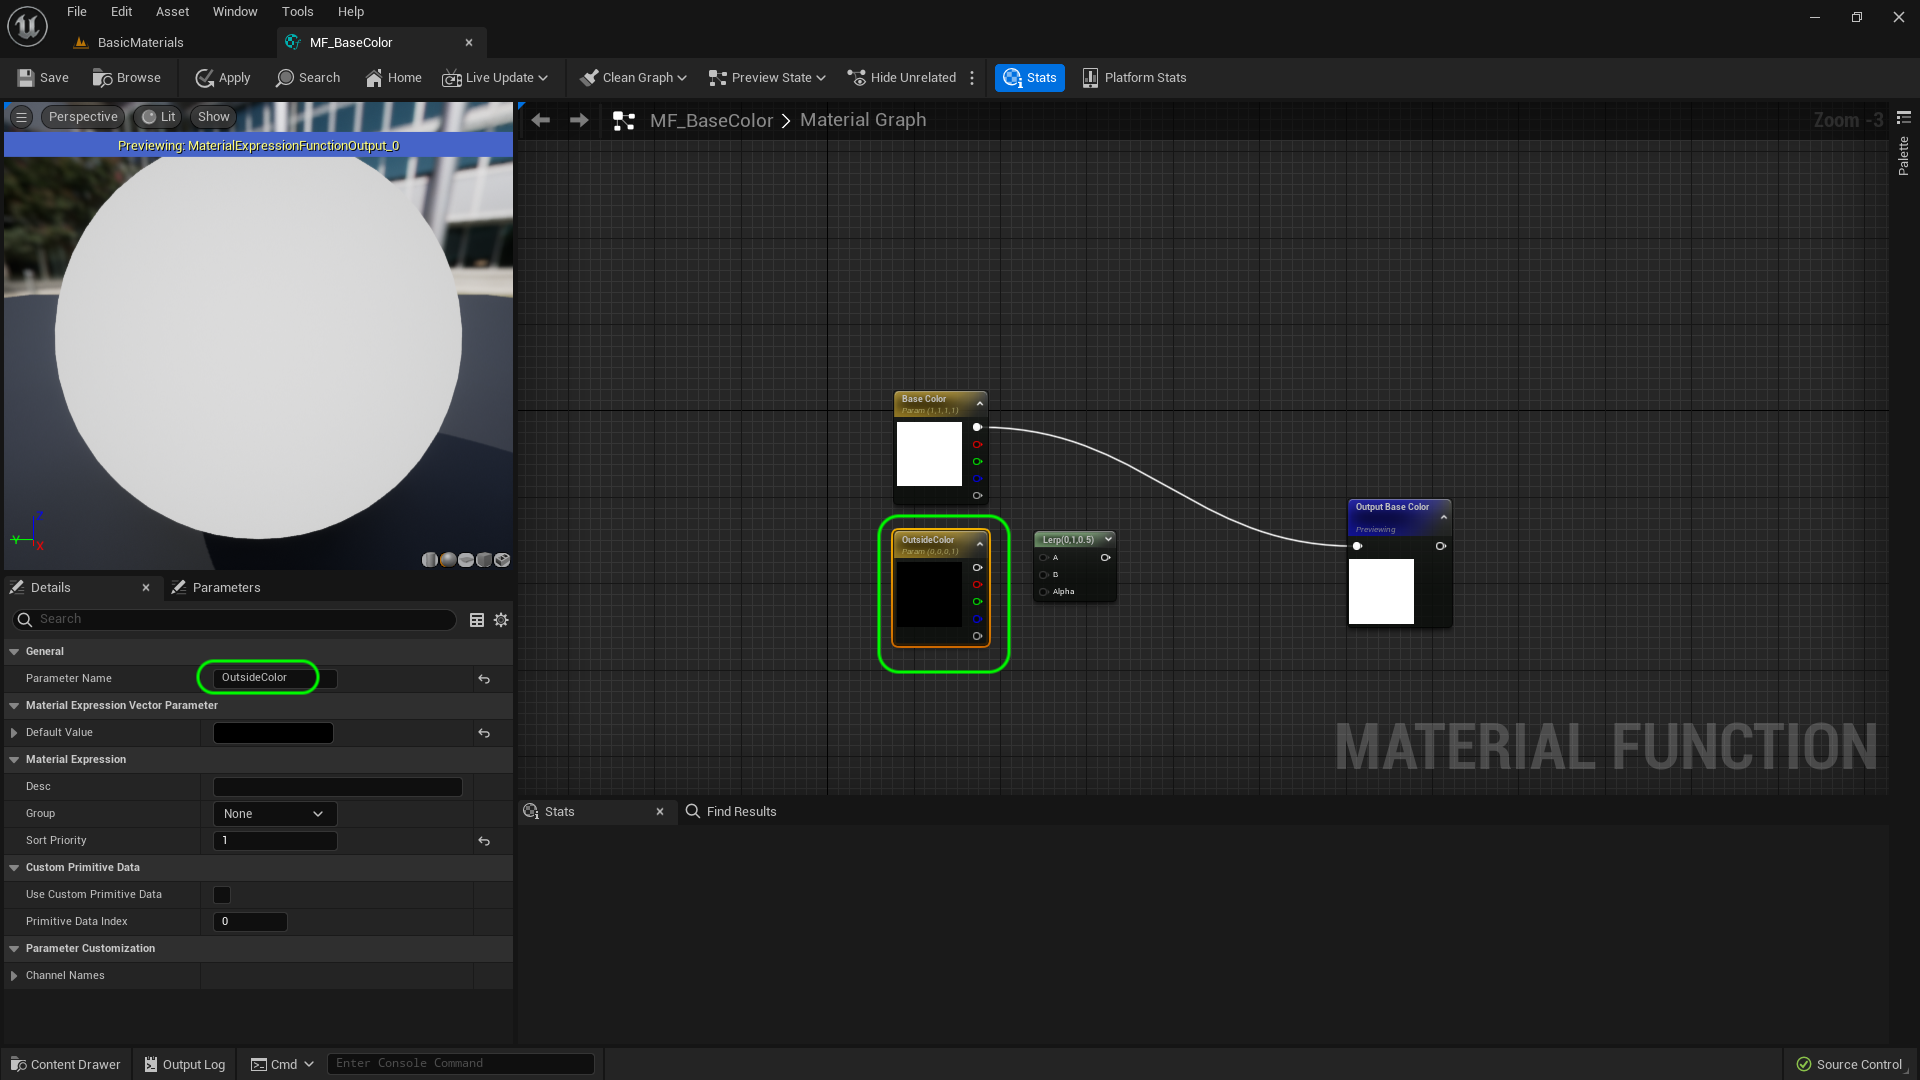 File Edit Asset Window Tools Help
BasicMaterials
MF_BaseColor
Save Browse Apply Search Home Live Update Clean Graph Preview State Hide Unrelated Stats Platform Stats
Perspective Lit Show
Previewing: MaterialExpressionFunctionOutput_0
Z
Y
X
MF_BaseColor > Material Graph
Zoom -3
Palette
Base Color
Param (1,1,1,1)
OutsideColor
Param (0,0,0,1)
Lerp(0,1,0.5)
A
B
Alpha
Output Base Color
Previewing
MATERIAL FUNCTION
Details
Parameters
Search
General
Parameter Name OutsideColor
Material Expression Vector Parameter
Default Value
Material Expression
Desc
Group None
Sort Priority 1
Custom Primitive Data
Use Custom Primitive Data
Primitive Data Index 0
Parameter Customization
Channel Names
Stats
Find Results
Content Drawer Output Log Cmd Enter Console Command
Source Control